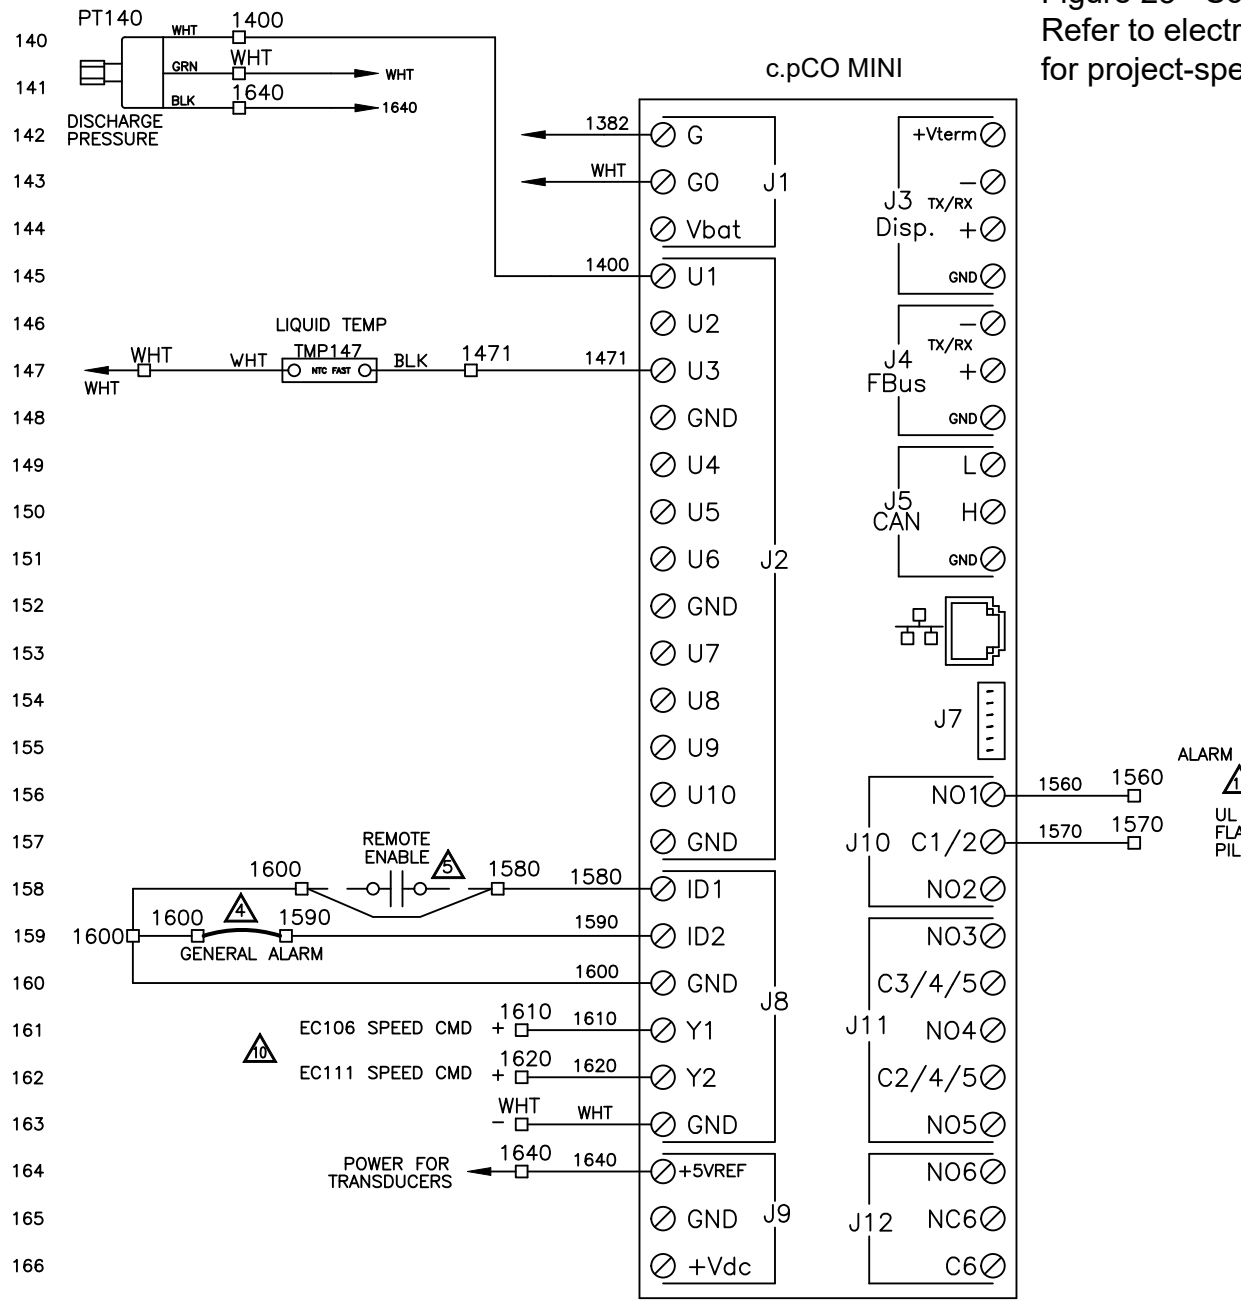 Refer to electr
for project-spe
c.pCO MINI
140
141
142
143
144
145
146
147
148
149
150
151
152
153
154
155
156
157
158
159
160
161
162
163
164
165
166
PT140
WHT 1400
GRN WHT WHT
BLK 1640 1640
DISCHARGE
PRESSURE
1382
WHT
1400
LIQUID TEMP
TMP147
NTC FAST
WHT WHT BLK 1471 1471
WHT
REMOTE
ENABLE
5
1600 1580 1580
4
1600 1600 1590 1590
GENERAL ALARM
1600
10
EC106 SPEED CMD + 1610 1610
EC111 SPEED CMD + 1620 1620
- WHT WHT
POWER FOR
TRANSDUCERS
1640 1640
G
G0
Vbat
J1
U1
U2
U3
GND
U4
U5
U6
GND
U7
U8
U9
U10
GND
J2
ID1
ID2
GND
Y1
Y2
GND
J8
+5VREF
GND
+Vdc
J9
+Vterm
-
TX/RX
+
GND
J3
Disp.
-
TX/RX
+
GND
J4
FBus
L
H
GND
J5
CAN
J7
NO1
C1/2
NO2
J10
NO3
C3/4/5
NO4
C2/4/5
NO5
J11
NO6
NC6
C6
J12
1560 1560
1570 1570
ALARM
UL